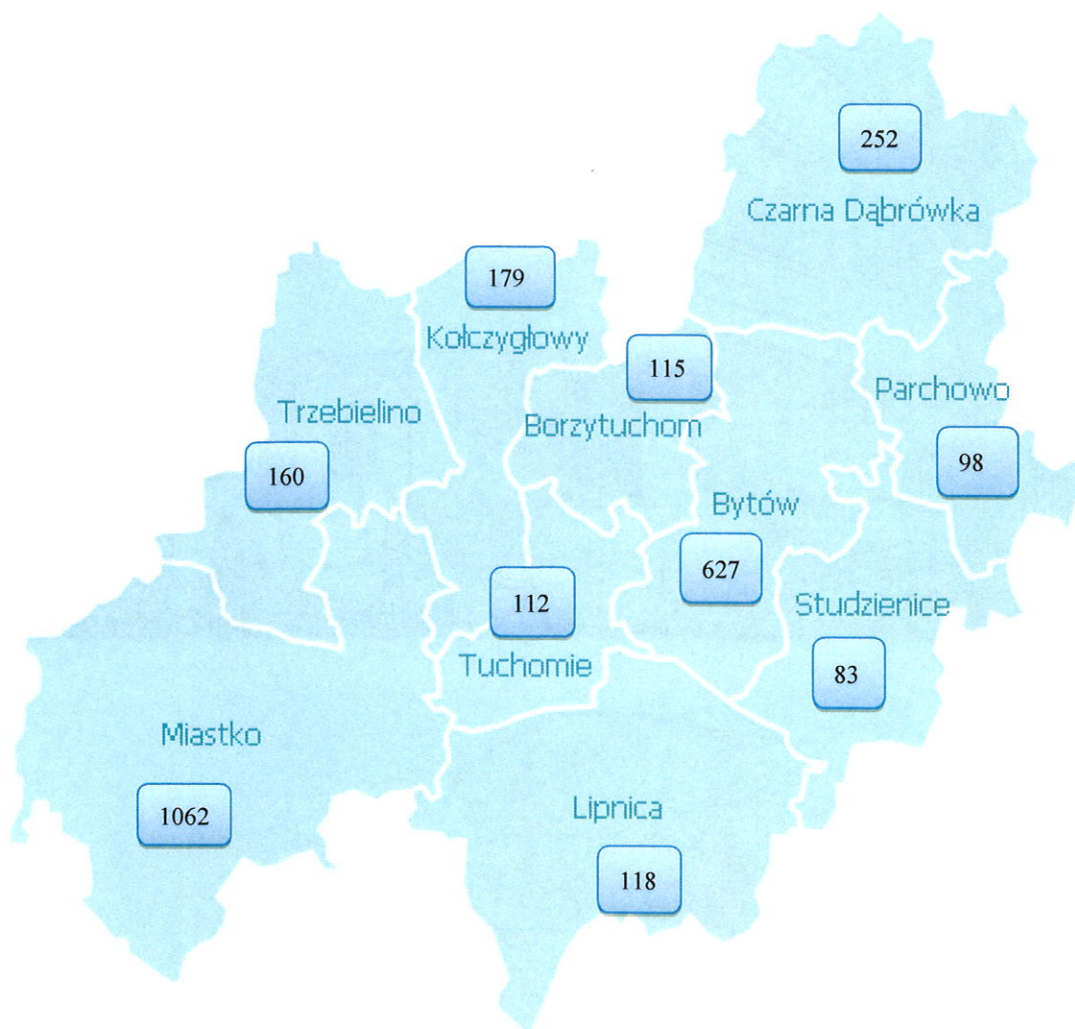 252
Czarna Dąbrówka
179
Kołczygłowy
115
Borzytuchom
Parchowo
98
Trzebielino
160
Bytów
627
112
Tuchomie
Studzienice
83
Miastko
1062
Lipnica
118